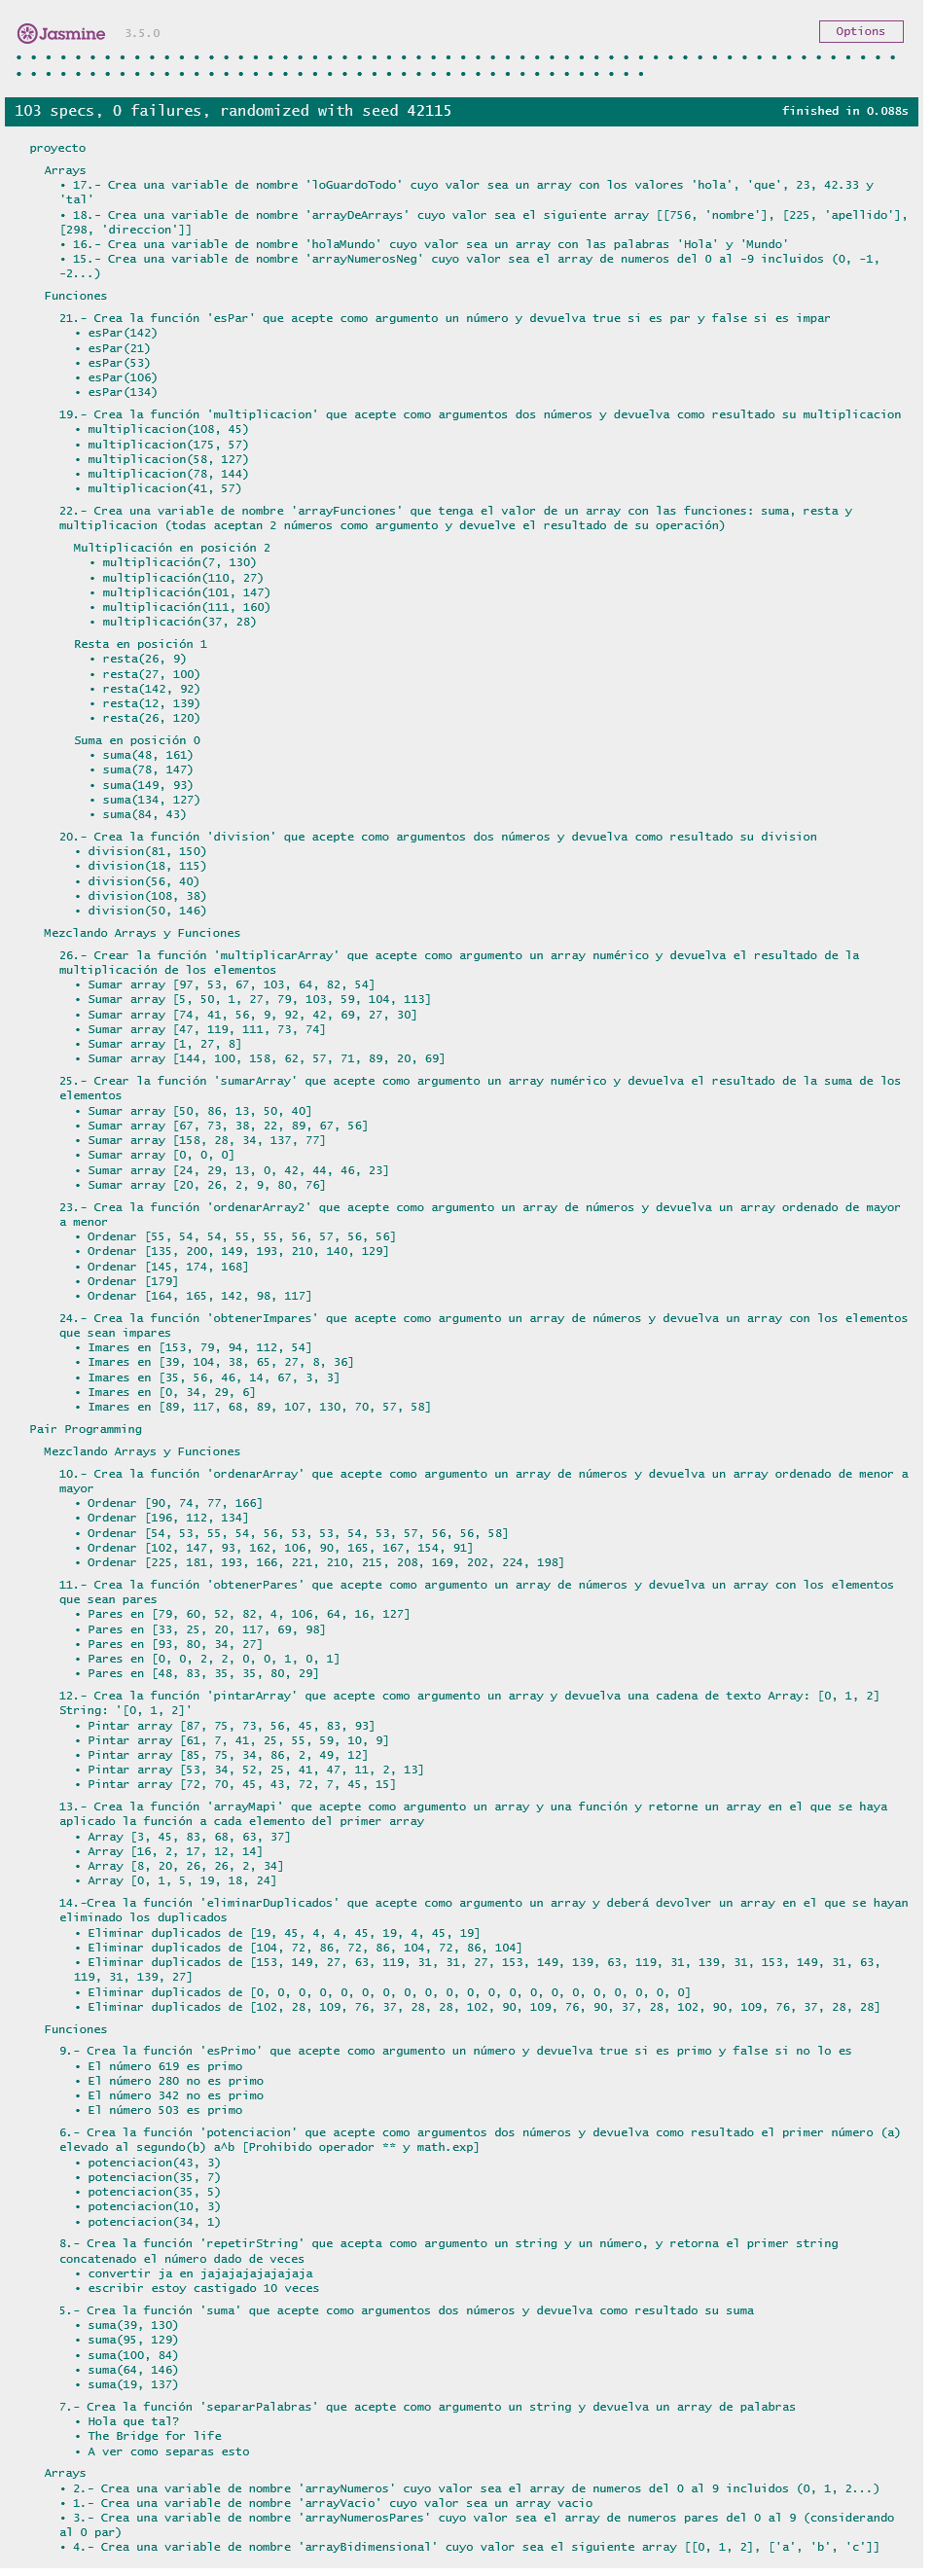 Jasmine 3.5.0 Options
103 specs, 0 failures, randomized with seed 42115 finished in 0.088s
proyecto
Arrays
• 17.- Crea una variable de nombre 'loGuardoTodo' cuyo valor sea un array con los valores 'hola', 'que', 23, 42.33 y
'tal'
• 18.- Crea una variable de nombre 'arrayDeArrays' cuyo valor sea el siguiente array [[756, 'nombre'], [225, 'apellido'],
[298, 'direccion']]
• 16.- Crea una variable de nombre 'holaMundo' cuyo valor sea un array con las palabras 'Hola' y 'Mundo'
• 15.- Crea una variable de nombre 'arrayNumerosNeg' cuyo valor sea el array de numeros del 0 al -9 incluidos (0, -1,
-2...)
Funciones
21.- Crea la función 'esPar' que acepte como argumento un número y devuelva true si es par y false si es impar
• esPar(142)
• esPar(21)
• esPar(53)
• esPar(106)
• esPar(134)
19.- Crea la función 'multiplicacion' que acepte como argumentos dos números y devuelva como resultado su multiplicacion
• multiplicacion(108, 45)
• multiplicacion(175, 57)
• multiplicacion(58, 127)
• multiplicacion(78, 144)
• multiplicacion(41, 57)
22.- Crea una variable de nombre 'arrayFunciones' que tenga el valor de un array con las funciones: suma, resta y
multiplicacion (todas aceptan 2 números como argumento y devuelve el resultado de su operación)
Multiplicación en posición 2
• multiplicación(7, 130)
• multiplicación(110, 27)
• multiplicación(101, 147)
• multiplicación(111, 160)
• multiplicación(37, 28)
Resta en posición 1
• resta(26, 9)
• resta(27, 100)
• resta(142, 92)
• resta(12, 139)
• resta(26, 120)
Suma en posición 0
• suma(48, 161)
• suma(78, 147)
• suma(149, 93)
• suma(134, 127)
• suma(84, 43)
20.- Crea la función 'division' que acepte como argumentos dos números y devuelva como resultado su division
• division(81, 150)
• division(18, 115)
• division(56, 40)
• division(108, 38)
• division(50, 146)
Mezclando Arrays y Funciones
26.- Crear la función 'multiplicarArray' que acepte como argumento un array numérico y devuelva el resultado de la
multiplicación de los elementos
• Sumar array [97, 53, 67, 103, 64, 82, 54]
• Sumar array [5, 50, 1, 27, 79, 103, 59, 104, 113]
• Sumar array [74, 41, 56, 9, 92, 42, 69, 27, 30]
• Sumar array [47, 119, 111, 73, 74]
• Sumar array [1, 27, 8]
• Sumar array [144, 100, 158, 62, 57, 71, 89, 20, 69]
25.- Crear la función 'sumarArray' que acepte como argumento un array numérico y devuelva el resultado de la suma de los
elementos
• Sumar array [50, 86, 13, 50, 40]
• Sumar array [67, 73, 38, 22, 89, 67, 56]
• Sumar array [158, 28, 34, 137, 77]
• Sumar array [0, 0, 0]
• Sumar array [24, 29, 13, 0, 42, 44, 46, 23]
• Sumar array [20, 26, 2, 9, 80, 76]
23.- Crea la función 'ordenarArray2' que acepte como argumento un array de números y devuelva un array ordenado de mayor
a menor
• Ordenar [55, 54, 54, 55, 55, 56, 57, 56, 56]
• Ordenar [135, 200, 149, 193, 210, 140, 129]
• Ordenar [145, 174, 168]
• Ordenar [179]
• Ordenar [164, 165, 142, 98, 117]
24.- Crea la función 'obtenerImpares' que acepte como argumento un array de números y devuelva un array con los elementos
que sean impares
• Imares en [153, 79, 94, 112, 54]
• Imares en [39, 104, 38, 65, 27, 8, 36]
• Imares en [35, 56, 46, 14, 67, 3, 3]
• Imares en [0, 34, 29, 6]
• Imares en [89, 117, 68, 89, 107, 130, 70, 57, 58]
Pair Programming
Mezclando Arrays y Funciones
10.- Crea la función 'ordenarArray' que acepte como argumento un array de números y devuelva un array ordenado de menor a
mayor
• Ordenar [90, 74, 77, 166]
• Ordenar [196, 112, 134]
• Ordenar [54, 53, 55, 54, 56, 53, 53, 54, 53, 57, 56, 56, 58]
• Ordenar [102, 147, 93, 162, 106, 90, 165, 167, 154, 91]
• Ordenar [225, 181, 193, 166, 221, 210, 215, 208, 169, 202, 224, 198]
11.- Crea la función 'obtenerPares' que acepte como argumento un array de números y devuelva un array con los elementos
que sean pares
• Pares en [79, 60, 52, 82, 4, 106, 64, 16, 127]
• Pares en [33, 25, 20, 117, 69, 98]
• Pares en [93, 80, 34, 27]
• Pares en [0, 0, 2, 2, 0, 0, 1, 0, 1]
• Pares en [48, 83, 35, 35, 80, 29]
12.- Crea la función 'pintarArray' que acepte como argumento un array y devuelva una cadena de texto Array: [0, 1, 2]
String: '[0, 1, 2]'
• Pintar array [87, 75, 73, 56, 45, 83, 93]
• Pintar array [61, 7, 41, 25, 55, 59, 10, 9]
• Pintar array [85, 75, 34, 86, 2, 49, 12]
• Pintar array [53, 34, 52, 25, 41, 47, 11, 2, 13]
• Pintar array [72, 70, 45, 43, 72, 7, 45, 15]
13.- Crea la función 'arrayMapi' que acepte como argumento un array y una función y retorne un array en el que se haya
aplicado la función a cada elemento del primer array
• Array [3, 45, 83, 68, 63, 37]
• Array [16, 2, 17, 12, 14]
• Array [8, 20, 26, 26, 2, 34]
• Array [0, 1, 5, 19, 18, 24]
14.-Crea la función 'eliminarDuplicados' que acepte como argumento un array y deberá devolver un array en el que se hayan
eliminado los duplicados
• Eliminar duplicados de [19, 45, 4, 4, 45, 19, 4, 45, 19]
• Eliminar duplicados de [104, 72, 86, 72, 86, 104, 72, 86, 104]
• Eliminar duplicados de [153, 149, 27, 63, 119, 31, 31, 27, 153, 149, 139, 63, 119, 31, 139, 31, 153, 149, 31, 63,
119, 31, 139, 27]
• Eliminar duplicados de [0, 0, 0, 0, 0, 0, 0, 0, 0, 0, 0, 0, 0, 0, 0, 0, 0, 0, 0, 0, 0]
• Eliminar duplicados de [102, 28, 109, 76, 37, 28, 28, 102, 90, 109, 76, 90, 37, 28, 102, 90, 109, 76, 37, 28, 28]
Funciones
9.- Crea la función 'esPrimo' que acepte como argumento un número y devuelva true si es primo y false si no lo es
• El número 619 es primo
• El número 280 no es primo
• El número 342 no es primo
• El número 503 es primo
6.- Crea la función 'potenciacion' que acepte como argumentos dos números y devuelva como resultado el primer número (a)
elevado al segundo(b) a^b [Prohibido operador ** y math.exp]
• potenciacion(43, 3)
• potenciacion(35, 7)
• potenciacion(35, 5)
• potenciacion(10, 3)
• potenciacion(34, 1)
8.- Crea la función 'repetirString' que acepta como argumento un string y un número, y retorna el primer string
concatenado el número dado de veces
• convertir ja en jajajajajajajaja
• escribir estoy castigado 10 veces
5.- Crea la función 'suma' que acepte como argumentos dos números y devuelva como resultado su suma
• suma(39, 130)
• suma(95, 129)
• suma(100, 84)
• suma(64, 146)
• suma(19, 137)
7.- Crea la función 'separarPalabras' que acepte como argumento un string y devuelva un array de palabras
• Hola que tal?
• The Bridge for life
• A ver como separas esto
Arrays
• 2.- Crea una variable de nombre 'arrayNumeros' cuyo valor sea el array de numeros del 0 al 9 incluidos (0, 1, 2...)
• 1.- Crea una variable de nombre 'arrayVacio' cuyo valor sea un array vacio
• 3.- Crea una variable de nombre 'arrayNumerosPares' cuyo valor sea el array de numeros pares del 0 al 9 (considerando
al 0 par)
• 4.- Crea una variable de nombre 'arrayBidimensional' cuyo valor sea el siguiente array [[0, 1, 2], ['a', 'b', 'c']]